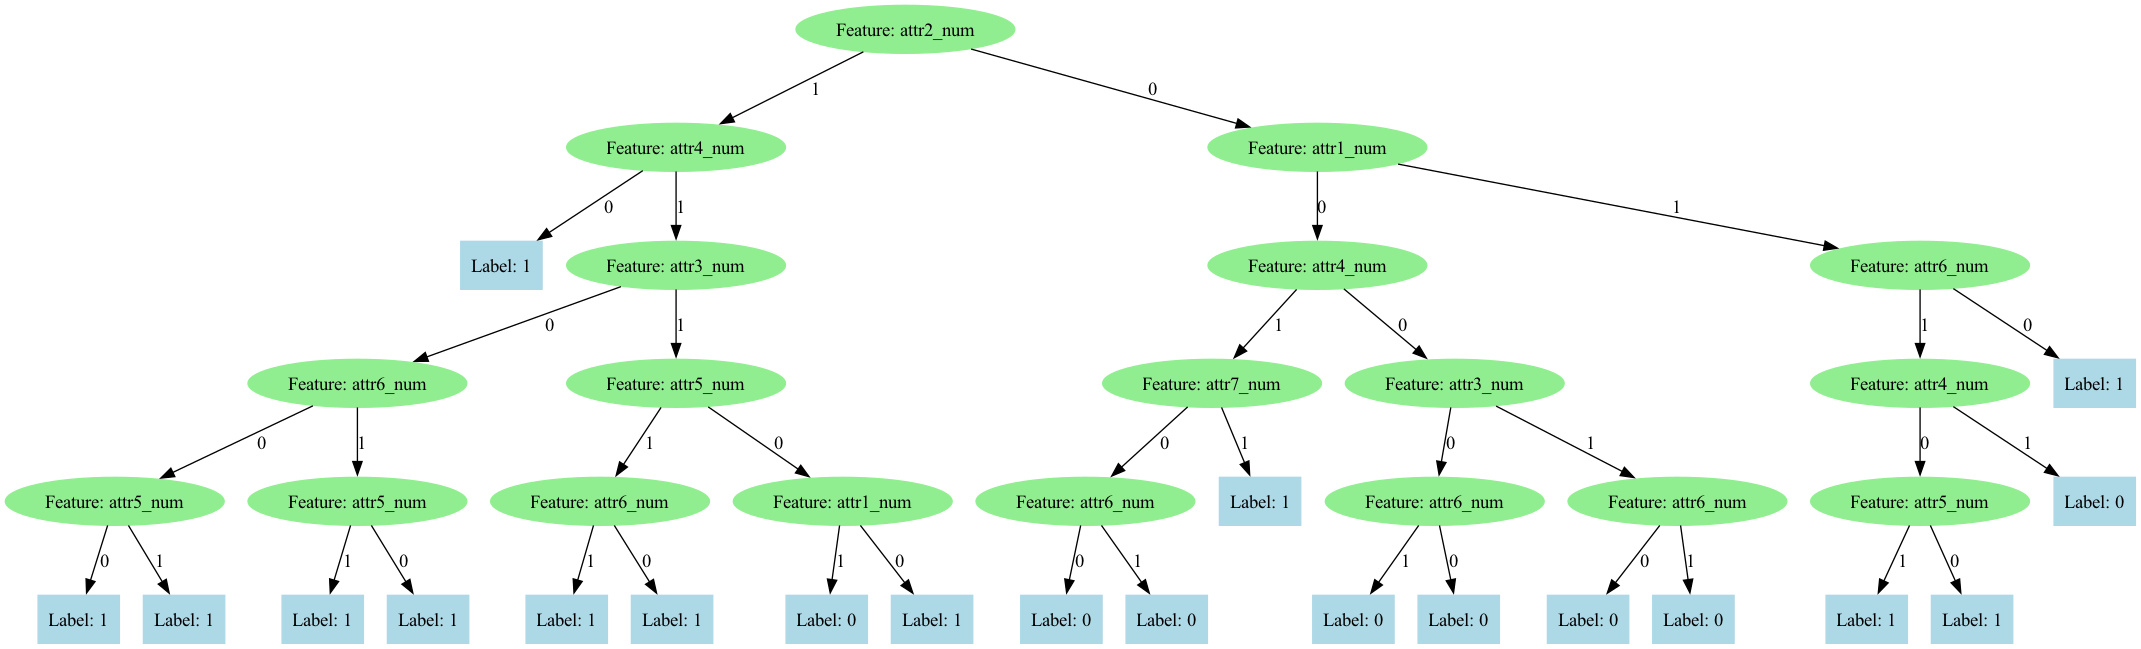 Feature: attr2_num
1
0
Feature: attr4_num
Feature: attr1_num
0
1
0
1
Label: 1
Feature: attr3_num
Feature: attr4_num
Feature: attr6_num
0
1
1
0
1
0
Feature: attr6_num
Feature: attr5_num
Feature: attr7_num
Feature: attr3_num
Feature: attr4_num
Label: 1
0
1
1
0
0
1
0
1
0
1
Feature: attr5_num
Feature: attr5_num
Feature: attr6_num
Feature: attr1_num
Feature: attr6_num
Label: 1
Feature: attr6_num
Feature: attr6_num
Feature: attr5_num
Label: 0
0
1
1
0
1
0
1
0
0
1
1
0
0
1
1
0
Label: 1
Label: 1
Label: 1
Label: 1
Label: 1
Label: 1
Label: 0
Label: 1
Label: 0
Label: 0
Label: 0
Label: 0
Label: 0
Label: 0
Label: 1
Label: 1